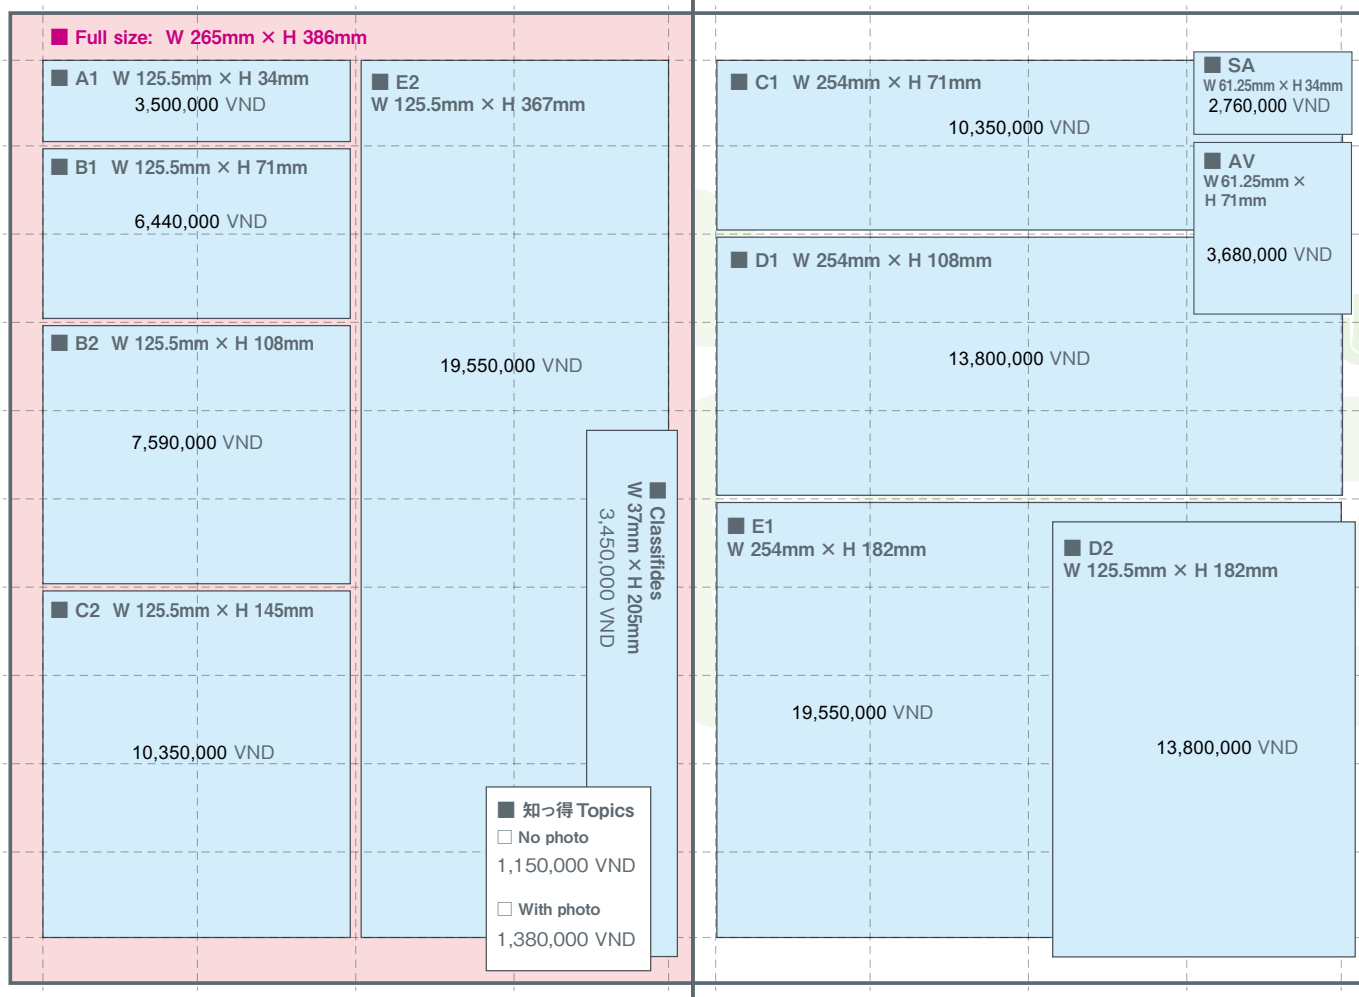 ■ Full size: W 265mm × H 386mm
■ A1 W 125.5mm × H 34mm
3,500,000 VND
■ B1 W 125.5mm × H 71mm
6,440,000 VND
■ B2 W 125.5mm × H 108mm
7,590,000 VND
■ C2 W 125.5mm × H 145mm
10,350,000 VND
■ E2
W 125.5mm × H 367mm
19,550,000 VND
■ Classifides
W 37mm × H 205mm
3,450,000 VND
■ 知っ得 Topics
□ No photo
1,150,000 VND
□ With photo
1,380,000 VND
■ C1 W 254mm × H 71mm
10,350,000 VND
■ SA
W 61.25mm × H 34mm
2,760,000 VND
■ AV
W 61.25mm ×
H 71mm
3,680,000 VND
■ D1 W 254mm × H 108mm
13,800,000 VND
■ E1
W 254mm × H 182mm
19,550,000 VND
■ D2
W 125.5mm × H 182mm
13,800,000 VND